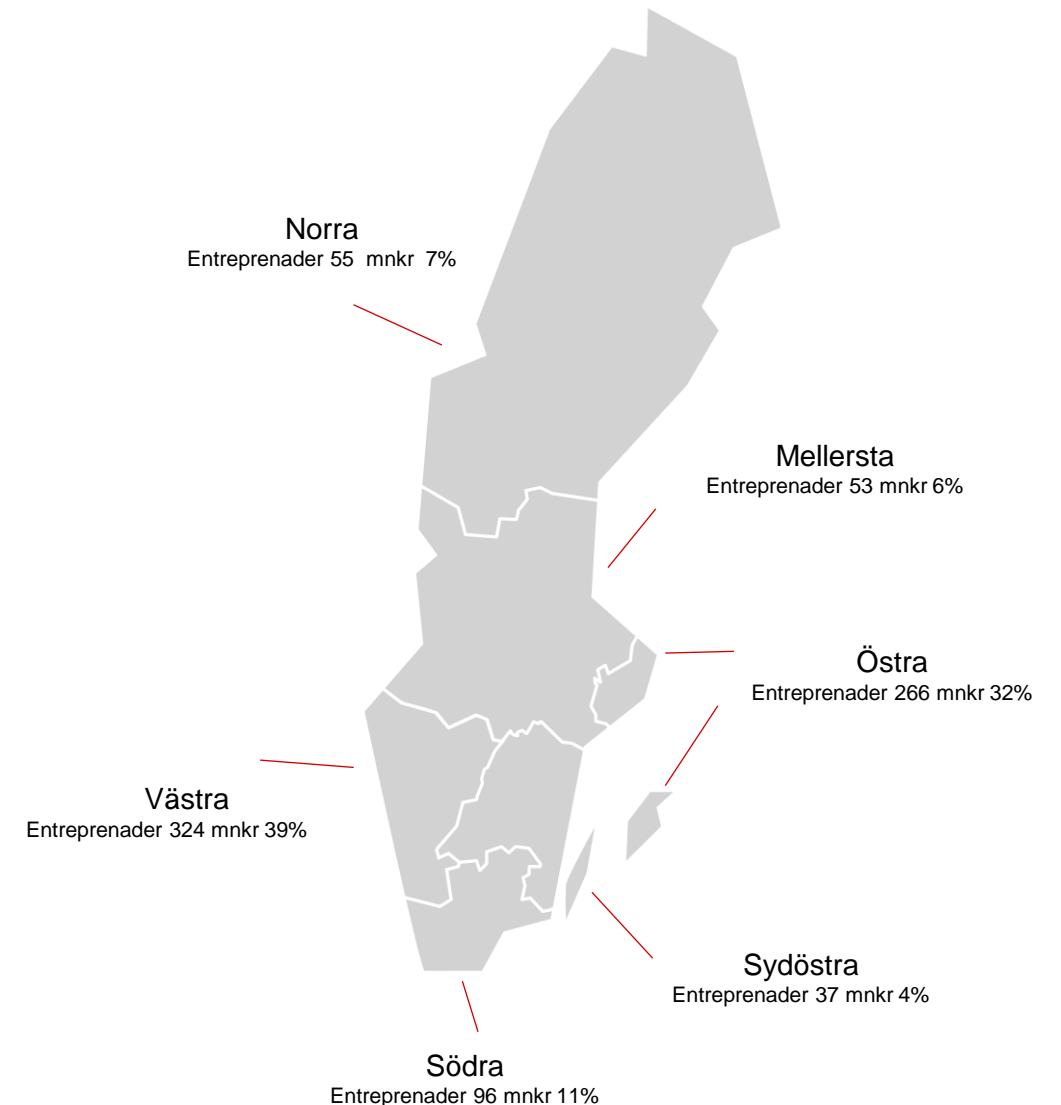 Norra
Entreprenader 55 mnkr 7%
Mellersta
Entreprenader 53 mnkr 6%
Östra
Entreprenader 266 mnkr 32%
Västra
Entreprenader 324 mnkr 39%
Sydöstra
Entreprenader 37 mnkr 4%
Södra
Entreprenader 96 mnkr 11%